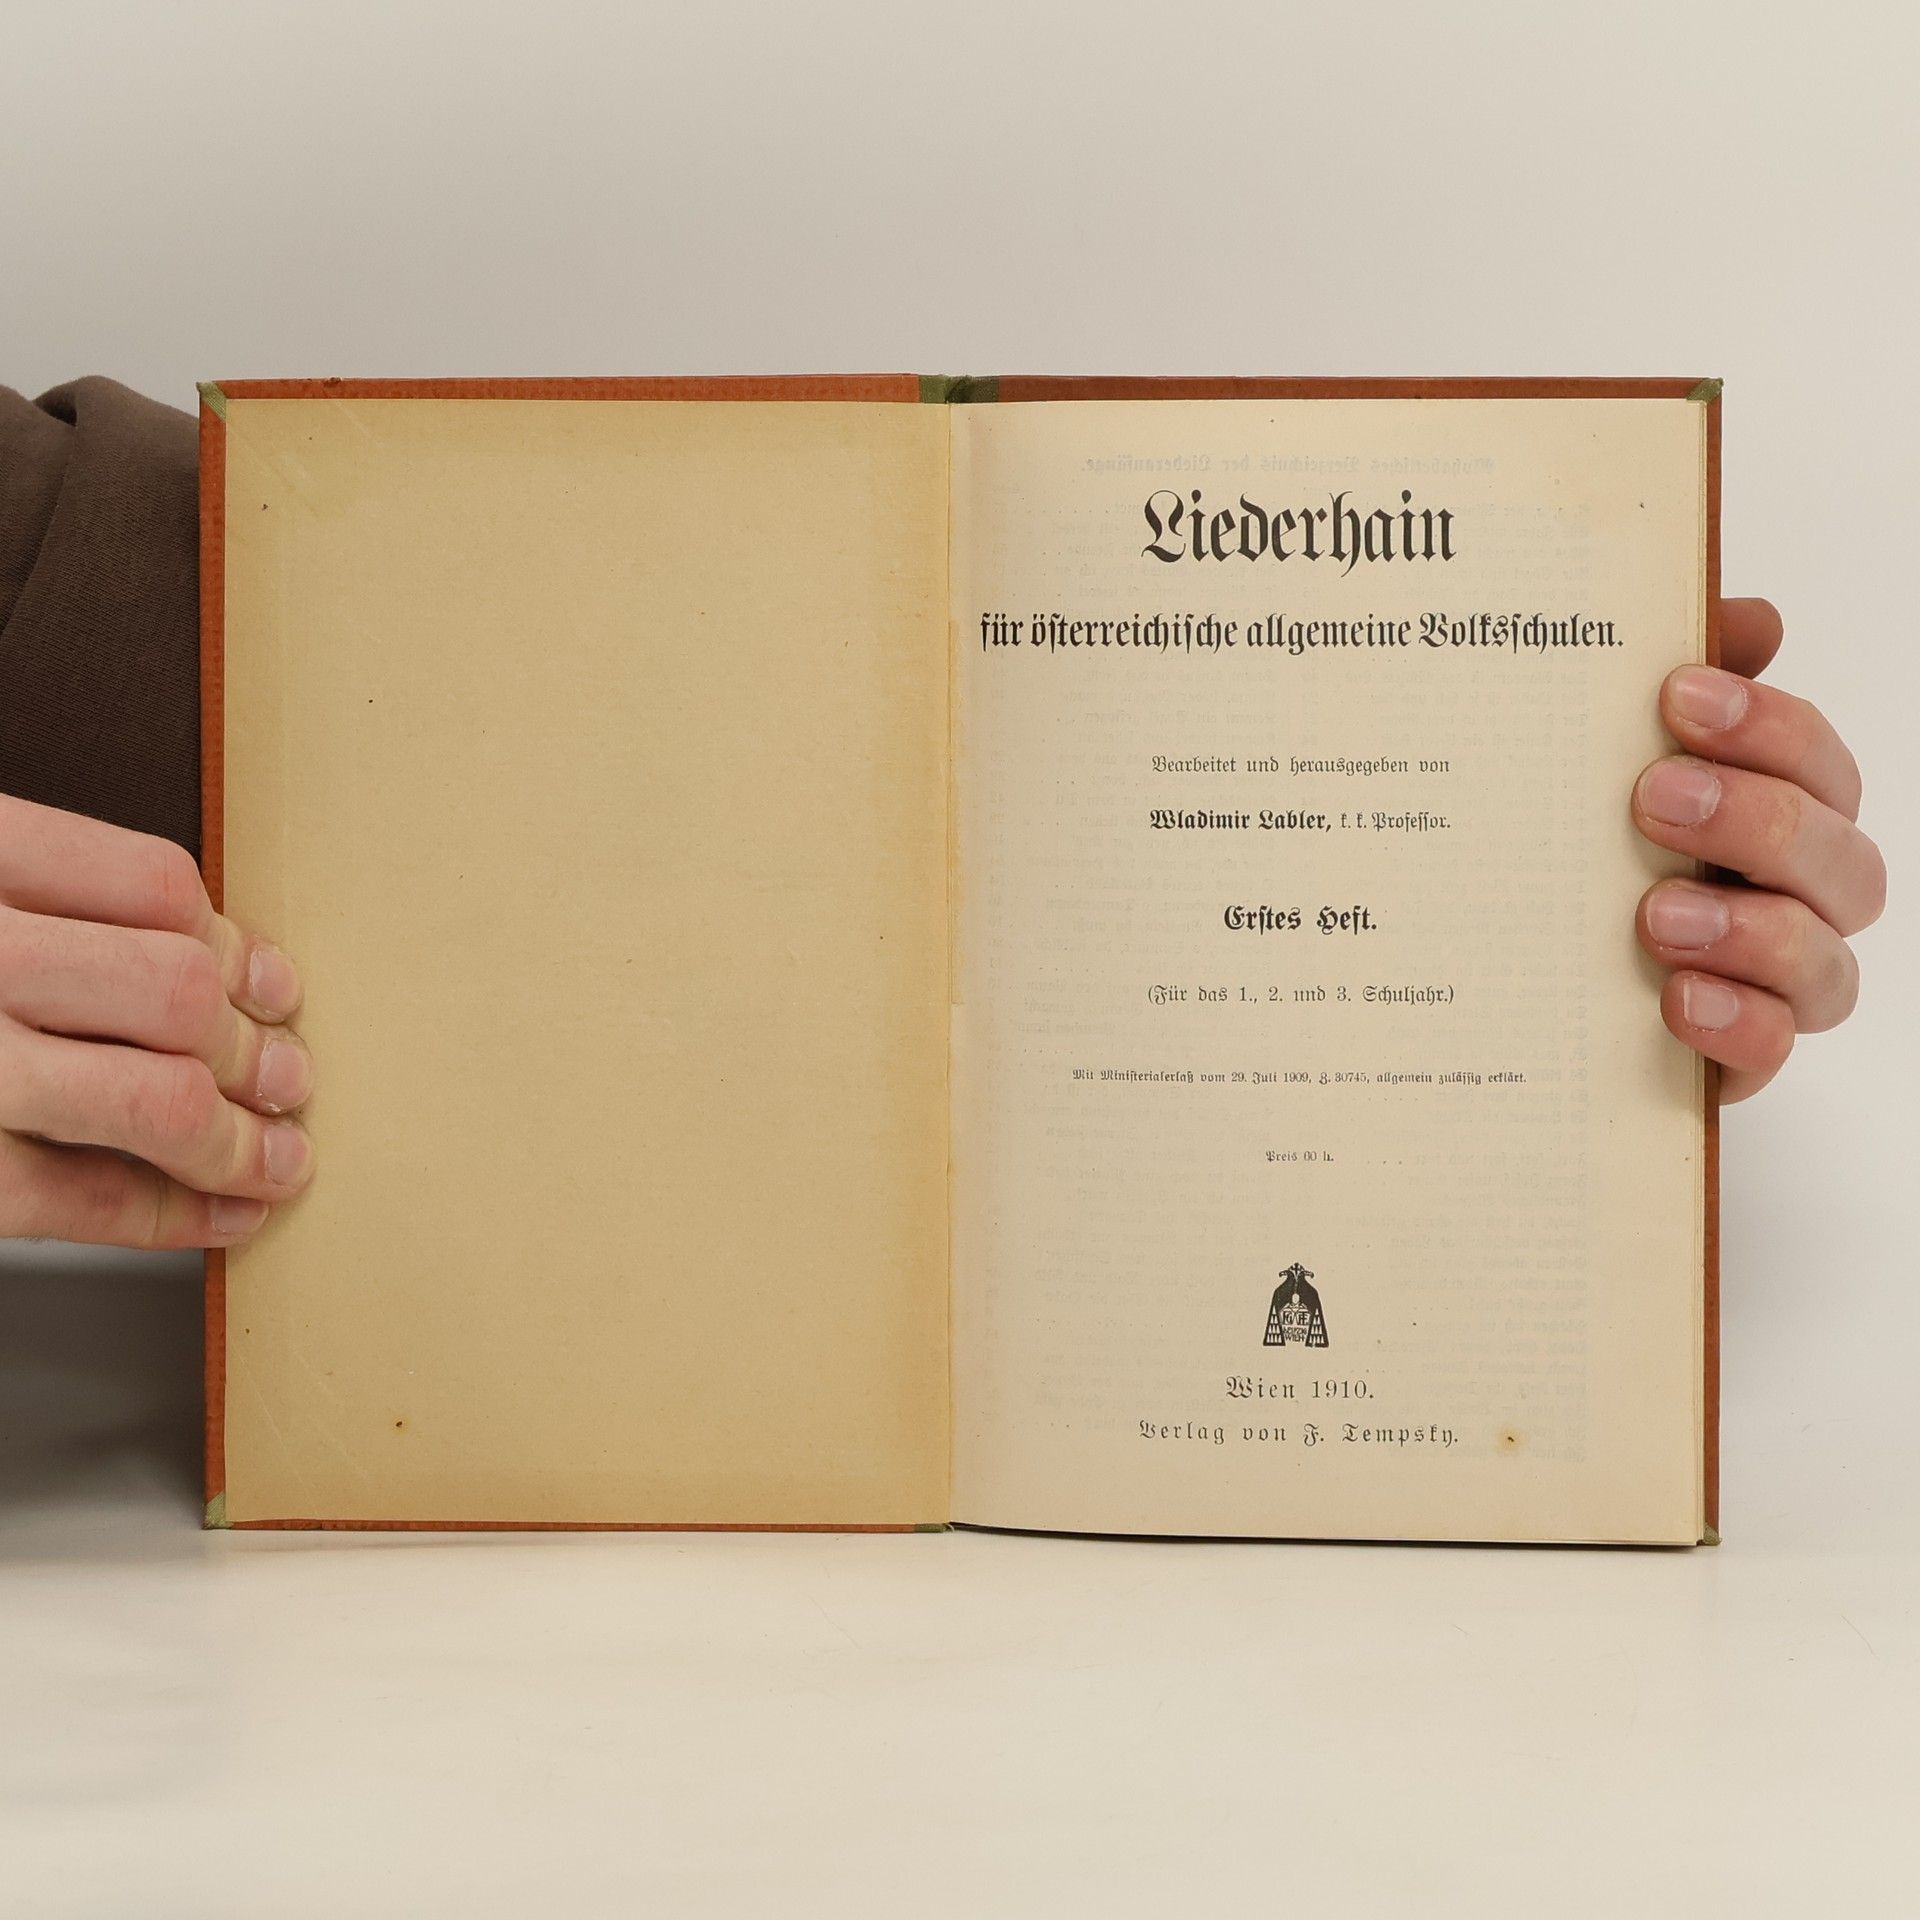 Liederhain
für öſterreichiſche allgemeine Volksſchulen.
Bearbeitet und herausgegeben von
Wladimir Labler, k. k. Profeſſor.
Erſtes Heft.
(Für das 1., 2. und 3. Schuljahr.)
Mit Miniſterialerlaß vom 29. Juli 1909, Z. 30745, allgemein zuläſſig erklärt.
Preis 60 h.
LEIPZIG
WIEN
Wien 1910.
Verlag von F. Tempsky.